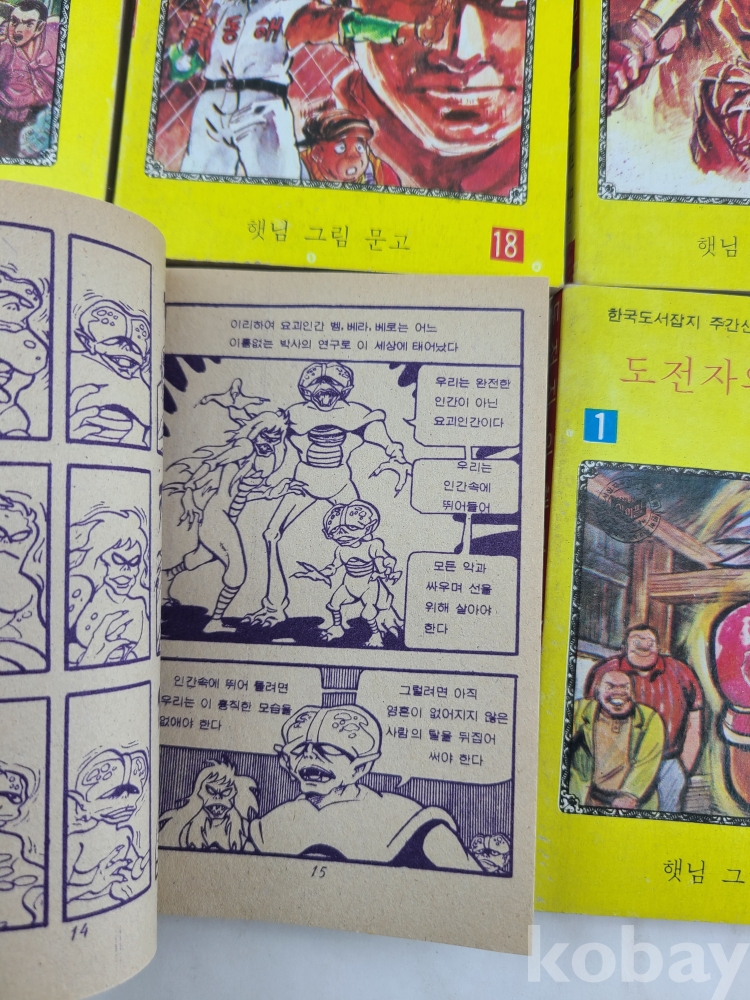 동해
햇님 그림 문고
18
햇님
한국도서잡지 주간신
도전자의
1
이리하여 요괴인간 벰,베라,베로는 어느
이름없는 박사의 연구로 이 세상에 태어났다
우리는 완전한
인간이 아닌
요괴인간이다
우리는
인간속에
뛰어들어
모든 악과
싸우며 선을
위해 살아야
한다
인간속에 뛰어 들려면
우리는 이 흉직한 모습을
없애야 한다
그럴려면 아직
영혼이 없어지지 않은
사람의 탈을 뒤집어
써야 한다
15
14
햇님 그
kobay